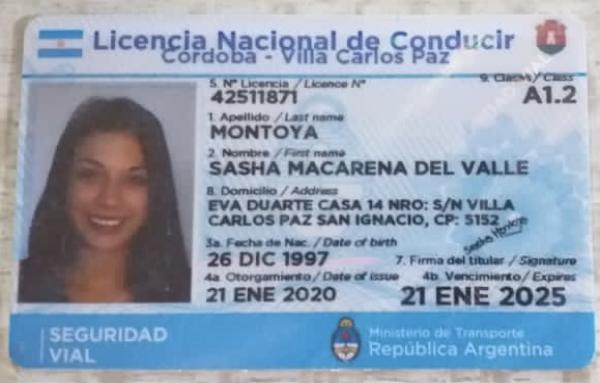 Licencia Nacional de Conducir
Córdoba - Villa Carlos Paz
5. Nº Licencia / Licence Nº
9. Clases / Class
42511871
A1.2
1. Apellido / Last name
MONTOYA
2. Nombre / First name
SASHA MACARENA DEL VALLE
8. Domicilio / Address
EVA DUARTE CASA 14 NRO: S/N VILLA
CARLOS PAZ SAN IGNACIO, CP: 5152
3a. Fecha de Nac. / Date of birth
26 DIC 1997
7. Firma del titular / Signature
4a. Otorgamiento / Date of issue
4b. Vencimiento / Expires
21 ENE 2020
21 ENE 2025
SEGURIDAD
VIAL
Ministerio de Transporte
República Argentina